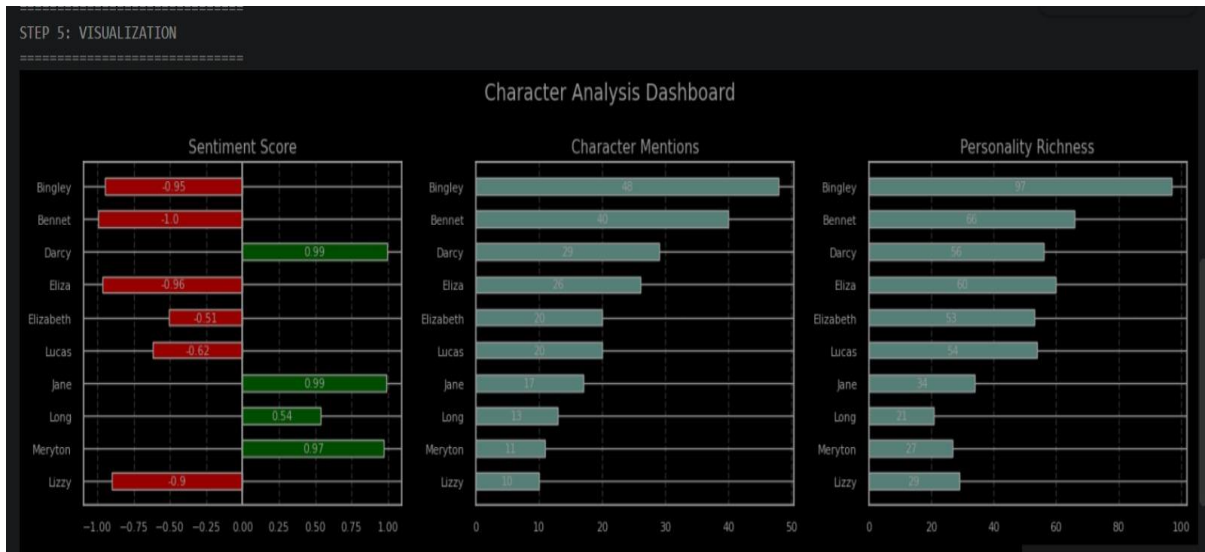 ==============================
STEP 5: VISUALIZATION
==============================
Character Analysis Dashboard
Sentiment Score
Bingley -0.95
Bennet -1.0
Darcy 0.99
Eliza -0.96
Elizabeth -0.51
Lucas -0.62
Jane 0.99
Long 0.54
Meryton 0.97
Lizzy -0.9
−1.00 −0.75 −0.50 −0.25 0.00 0.25 0.50 0.75 1.00
Character Mentions
Bingley 48
Bennet 40
Darcy 29
Eliza 26
Elizabeth 20
Lucas 20
Jane 17
Long 13
Meryton 11
Lizzy 10
0 10 20 30 40 50
Personality Richness
Bingley 97
Bennet 66
Darcy 56
Eliza 60
Elizabeth 53
Lucas 54
Jane 34
Long 21
Meryton 27
Lizzy 29
0 20 40 60 80 100